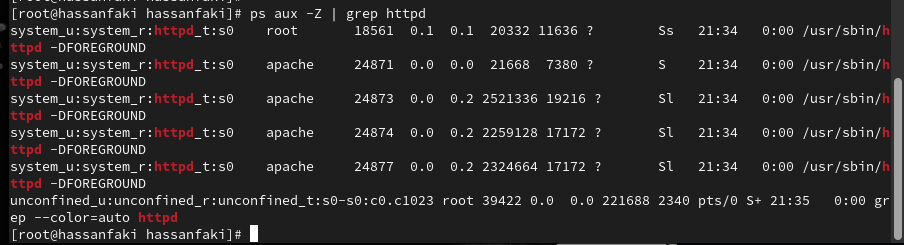 [root@hassanfaki hassanfaki]# ps aux -Z | grep httpd
system_u:system_r:httpd_t:s0    root       18561  0.1  0.1  20332 11636 ?        Ss   21:34   0:00 /usr/sbin/h
ttpd -DFOREGROUND
system_u:system_r:httpd_t:s0    apache     24871  0.0  0.0  21668  7380 ?        S    21:34   0:00 /usr/sbin/h
ttpd -DFOREGROUND
system_u:system_r:httpd_t:s0    apache     24873  0.0  0.2 2521336 19216 ?       Sl   21:34   0:00 /usr/sbin/h
ttpd -DFOREGROUND
system_u:system_r:httpd_t:s0    apache     24874  0.0  0.2 2259128 17172 ?       Sl   21:34   0:00 /usr/sbin/h
ttpd -DFOREGROUND
system_u:system_r:httpd_t:s0    apache     24877  0.0  0.2 2324664 17172 ?       Sl   21:34   0:00 /usr/sbin/h
ttpd -DFOREGROUND
unconfined_u:unconfined_r:unconfined_t:s0-s0:c0.c1023 root 39422 0.0  0.0 221688 2340 pts/0 S+ 21:35   0:00 gr
ep --color=auto httpd
[root@hassanfaki hassanfaki]#